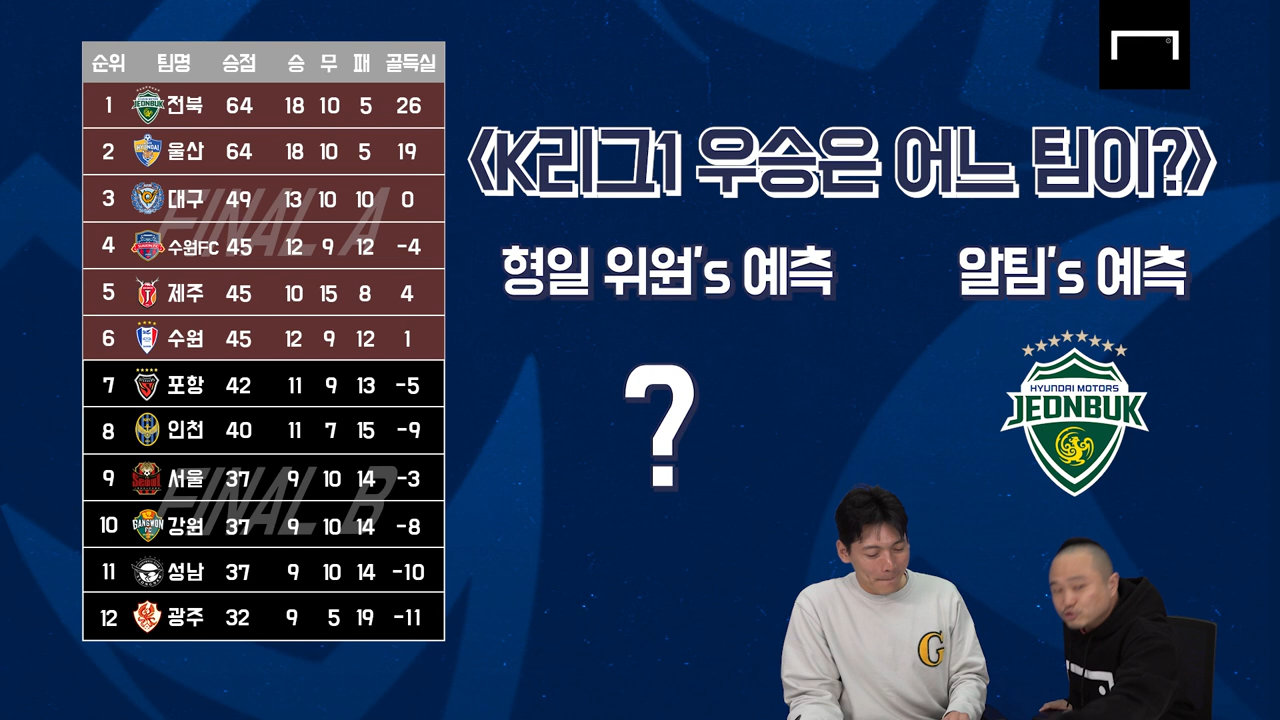 순위 팀명 승점 승 무 패 골득실
1 JEONBUK 전북 64 18 10 5 26
2 울산 64 18 10 5 19
3 대구 49 13 10 10 0
4 수원FC 45 12 9 12 -4
5 제주 45 10 15 8 4
6 수원 45 12 9 12 1
FINAL A
7 포항 42 11 9 13 -5
8 인천 40 11 7 15 -9
9 서울 37 9 10 14 -3
10 GANGWON FC 강원 37 9 10 14 -8
11 성남 37 9 10 14 -10
12 광주 32 9 5 19 -11
FINAL B
<K리그1 우승은 어느 팀이?>
형일 위원's 예측
알팀's 예측
?
HYUNDAI MOTORS
JEONBUK
G